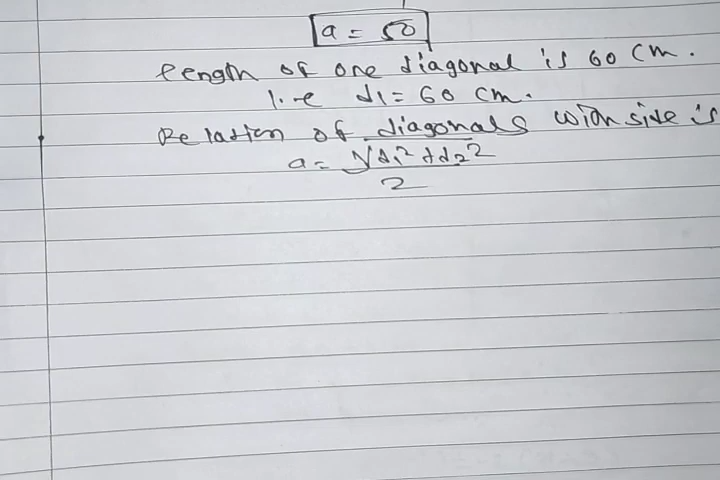 a = 50
Length of one diagonal is 60 cm.
i.e d1 = 60 cm.
Relation of diagonals with side is
a = √d1² + d2² / 2